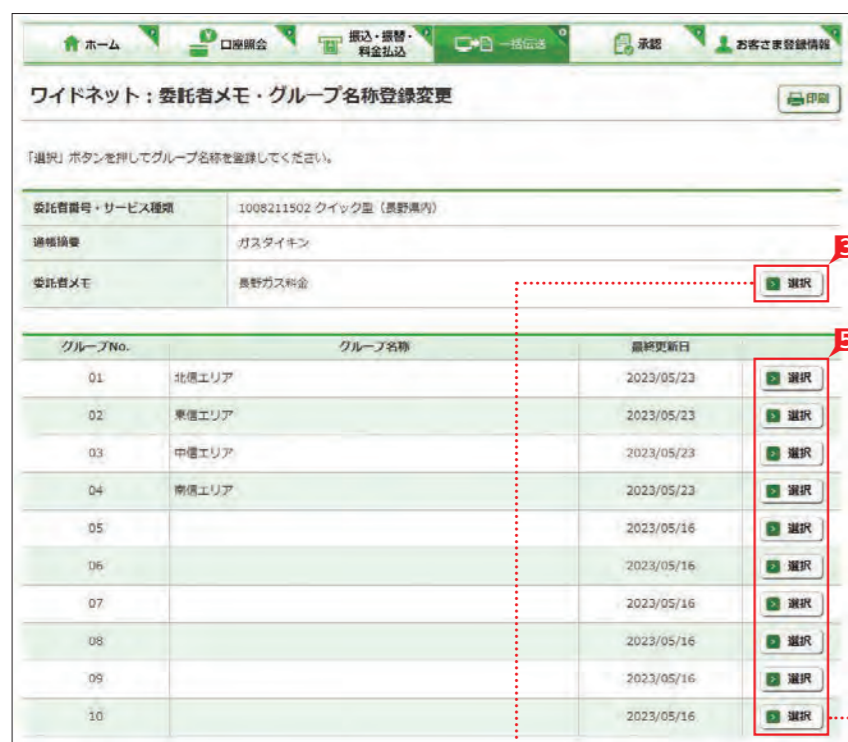 ホーム
口座照会
振込・振替・
料金払込
一括伝送
承認
お客さま登録情報
ワイドネット：委託者メモ・グループ名称登録変更
印刷
「選択」ボタンを押してグループ名称を登録してください。
委託者番号・サービス種類 1008211502 クイック型（長野県内）
通帳摘要 ガスダイキン
3
委託者メモ 長野ガス料金 選択
5
グループNo. グループ名称 最終更新日
01 北信エリア 2023/05/23 選択
02 東信エリア 2023/05/23 選択
03 中信エリア 2023/05/23 選択
04 南信エリア 2023/05/23 選択
05 2023/05/16 選択
06 2023/05/16 選択
07 2023/05/16 選択
08 2023/05/16 選択
09 2023/05/16 選択
10 2023/05/16 選択